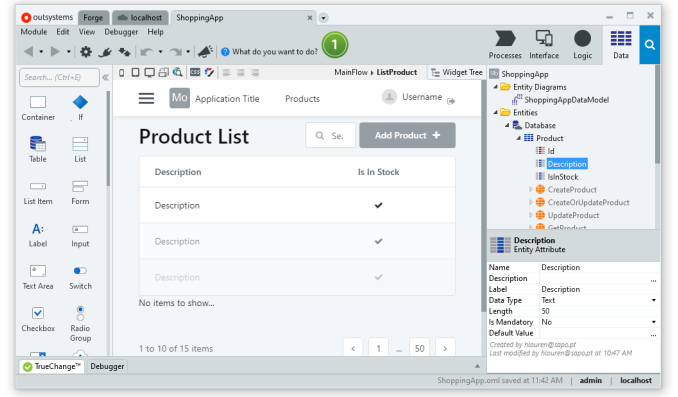 outsystems Forge localhost ShoppingApp
Module Edit View Debugger Help
What do you want to do?
1
Processes Interface Logic Data
Search... (Ctrl+E)
MainFlow ListProduct Widget Tree
Container If
Table List
List Item Form
A: Label Input
Text Area Switch
Checkbox Radio Group
Mo Application Title Products Username
Product List
Add Product +
Description Is In Stock
Description
Description
Description
No items to show...
1 to 10 of 15 items
< 1 ... 50 >
ShoppingApp
Entity Diagrams
ShoppingAppDataModel
Entities
Database
Product
Id
Description
IsInStock
CreateProduct
CreateOrUpdateProduct
UpdateProduct
GetProduct
Description
Entity Attribute
Name Description
Description ...
Label Description
Data Type Text
Length 50
Is Mandatory No
Default Value ...
Created by hlouren@sapo.pt
Last modified by hlouren@sapo.pt at 10:47 AM
TrueChange™ Debugger
ShoppingApp.oml saved at 11:42 AM | admin | localhost